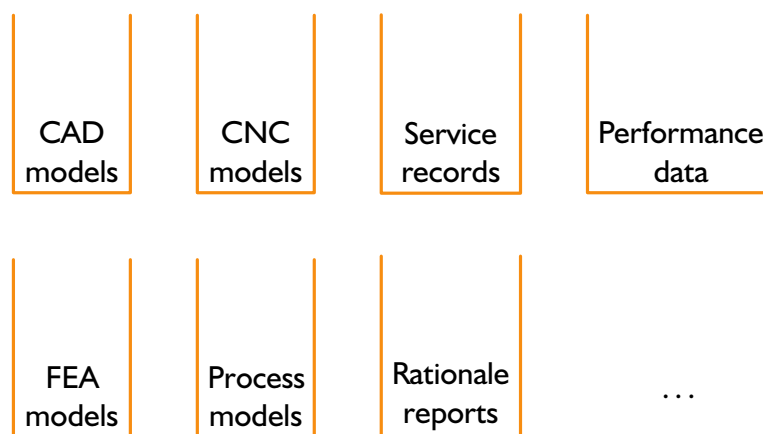 CAD
models
CNC
models
Service
records
Performance
data
FEA
models
Process
models
Rationale
reports
...